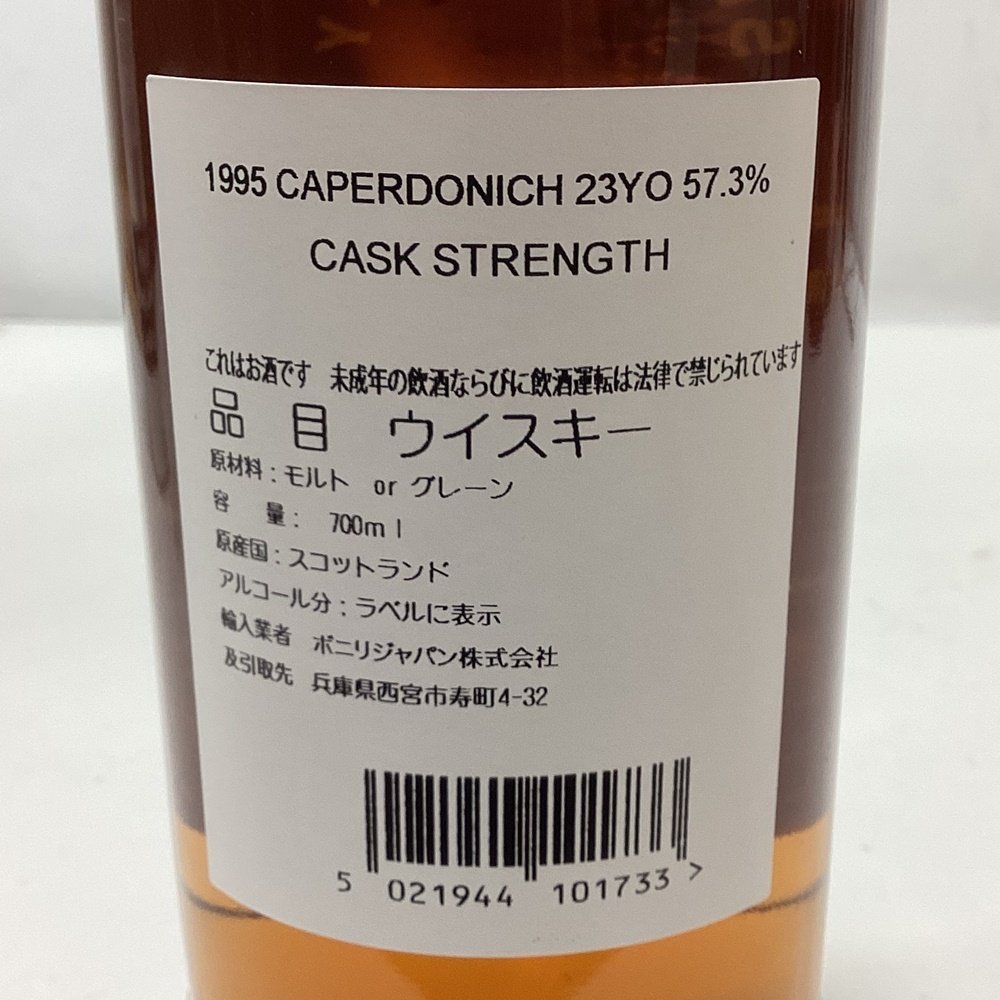 1995 CAPERDONICH 23YO 57.3%
CASK STRENGTH
これはお酒です 未成年の飲酒ならびに飲酒運転は法律で禁じられています
品 目 ウイスキー
原材料：モルト or グレーン
容 量： 700ml
原産国：スコットランド
アルコール分：ラベルに表示
輸入業者 ボニリジャパン株式会社
及引取先 兵庫県西宮市寿町4-32
5 021944 101733 >